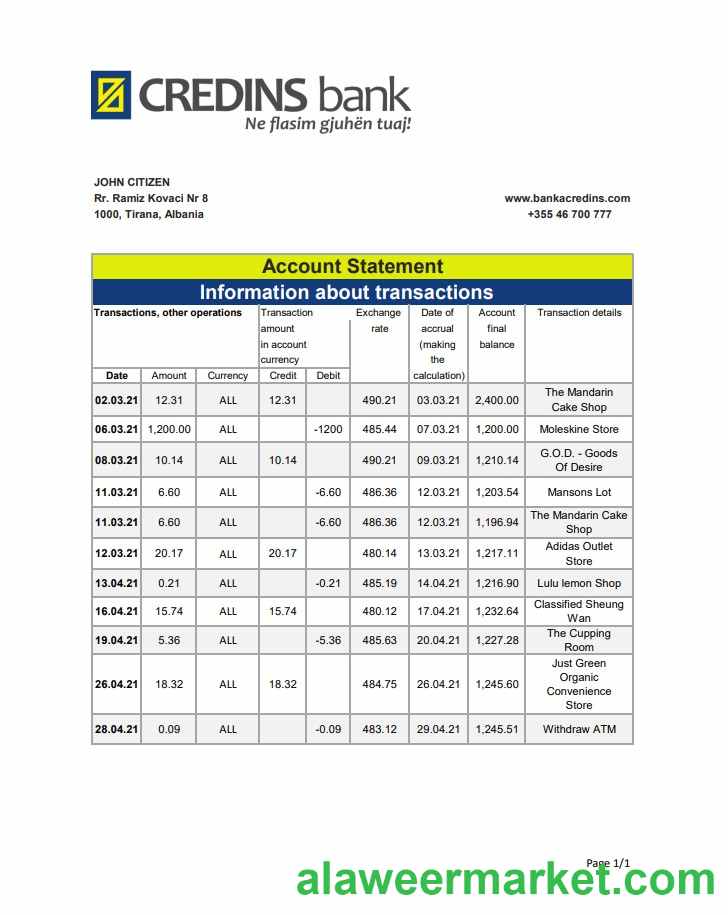 CREDINS bank
Ne flasim gjuhën tuaj!
JOHN CITIZEN
Rr. Ramiz Kovaci Nr 8
www.bankacredins.com
1000, Tirana, Albania
+355 46 700 777
Account Statement
Information about transactions
Transactions, other operations
Transaction
amount
in account
currency
Exchange
rate
Date of
accrual
(making
the
calculation)
Account
final
balance
Transaction details
Date Amount Currency Credit Debit
02.03.21 12.31 ALL 12.31 490.21 03.03.21 2,400.00 The Mandarin
Cake Shop
06.03.21 1,200.00 ALL -1200 485.44 07.03.21 1,200.00 Moleskine Store
08.03.21 10.14 ALL 10.14 490.21 09.03.21 1,210.14 G.O.D. - Goods
Of Desire
11.03.21 6.60 ALL -6.60 486.36 12.03.21 1,203.54 Mansons Lot
11.03.21 6.60 ALL -6.60 486.36 12.03.21 1,196.94 The Mandarin Cake
Shop
12.03.21 20.17 ALL 20.17 480.14 13.03.21 1,217.11 Adidas Outlet
Store
13.04.21 0.21 ALL -0.21 485.19 14.04.21 1,216.90 Lulu lemon Shop
16.04.21 15.74 ALL 15.74 480.12 17.04.21 1,232.64 Classified Sheung
Wan
19.04.21 5.36 ALL -5.36 485.63 20.04.21 1,227.28 The Cupping
Room
26.04.21 18.32 ALL 18.32 484.75 26.04.21 1,245.60 Just Green
Organic
Convenience
Store
28.04.21 0.09 ALL -0.09 483.12 29.04.21 1,245.51 Withdraw ATM
Page 1/1
alaweermarket.com